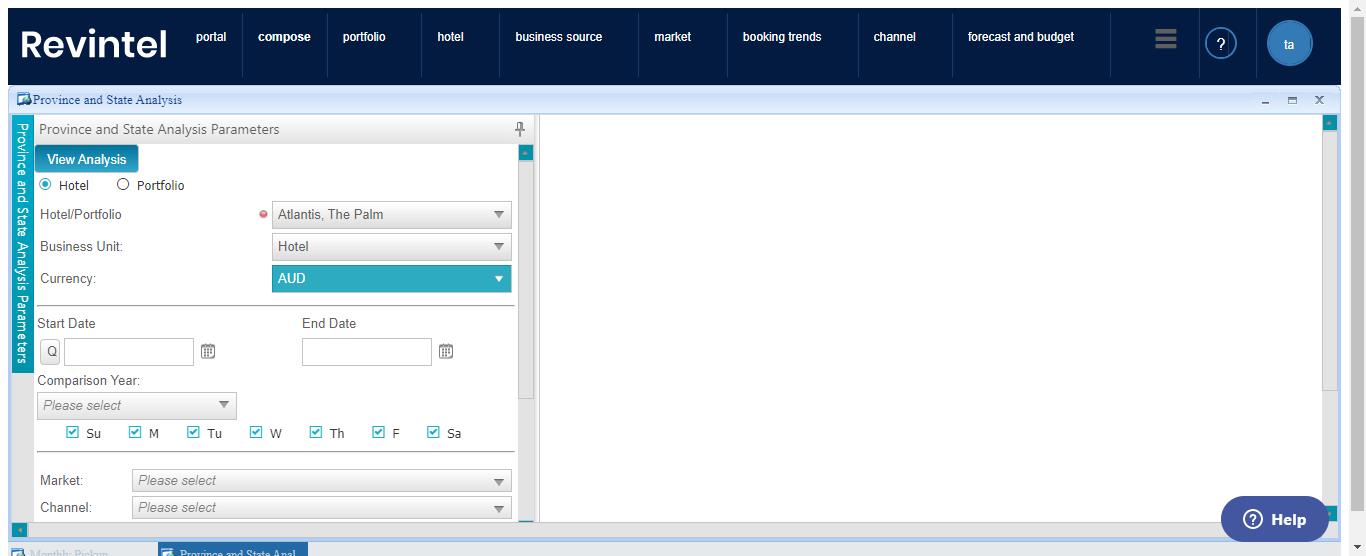 Revintel portal compose portfolio hotel business source market booking trends channel forecast and budget ? ta
Province and State Analysis
Province and State Analysis Parameters
Province and State Analysis Parameters
View Analysis
Hotel Portfolio
Hotel/Portfolio Atlantis, The Palm
Business Unit: Hotel
Currency: AUD
Start Date End Date
Q
Comparison Year:
Please select
Su M Tu W Th F Sa
Market: Please select
Channel: Please select
? Help
Monthly Pickup Province and State Anal